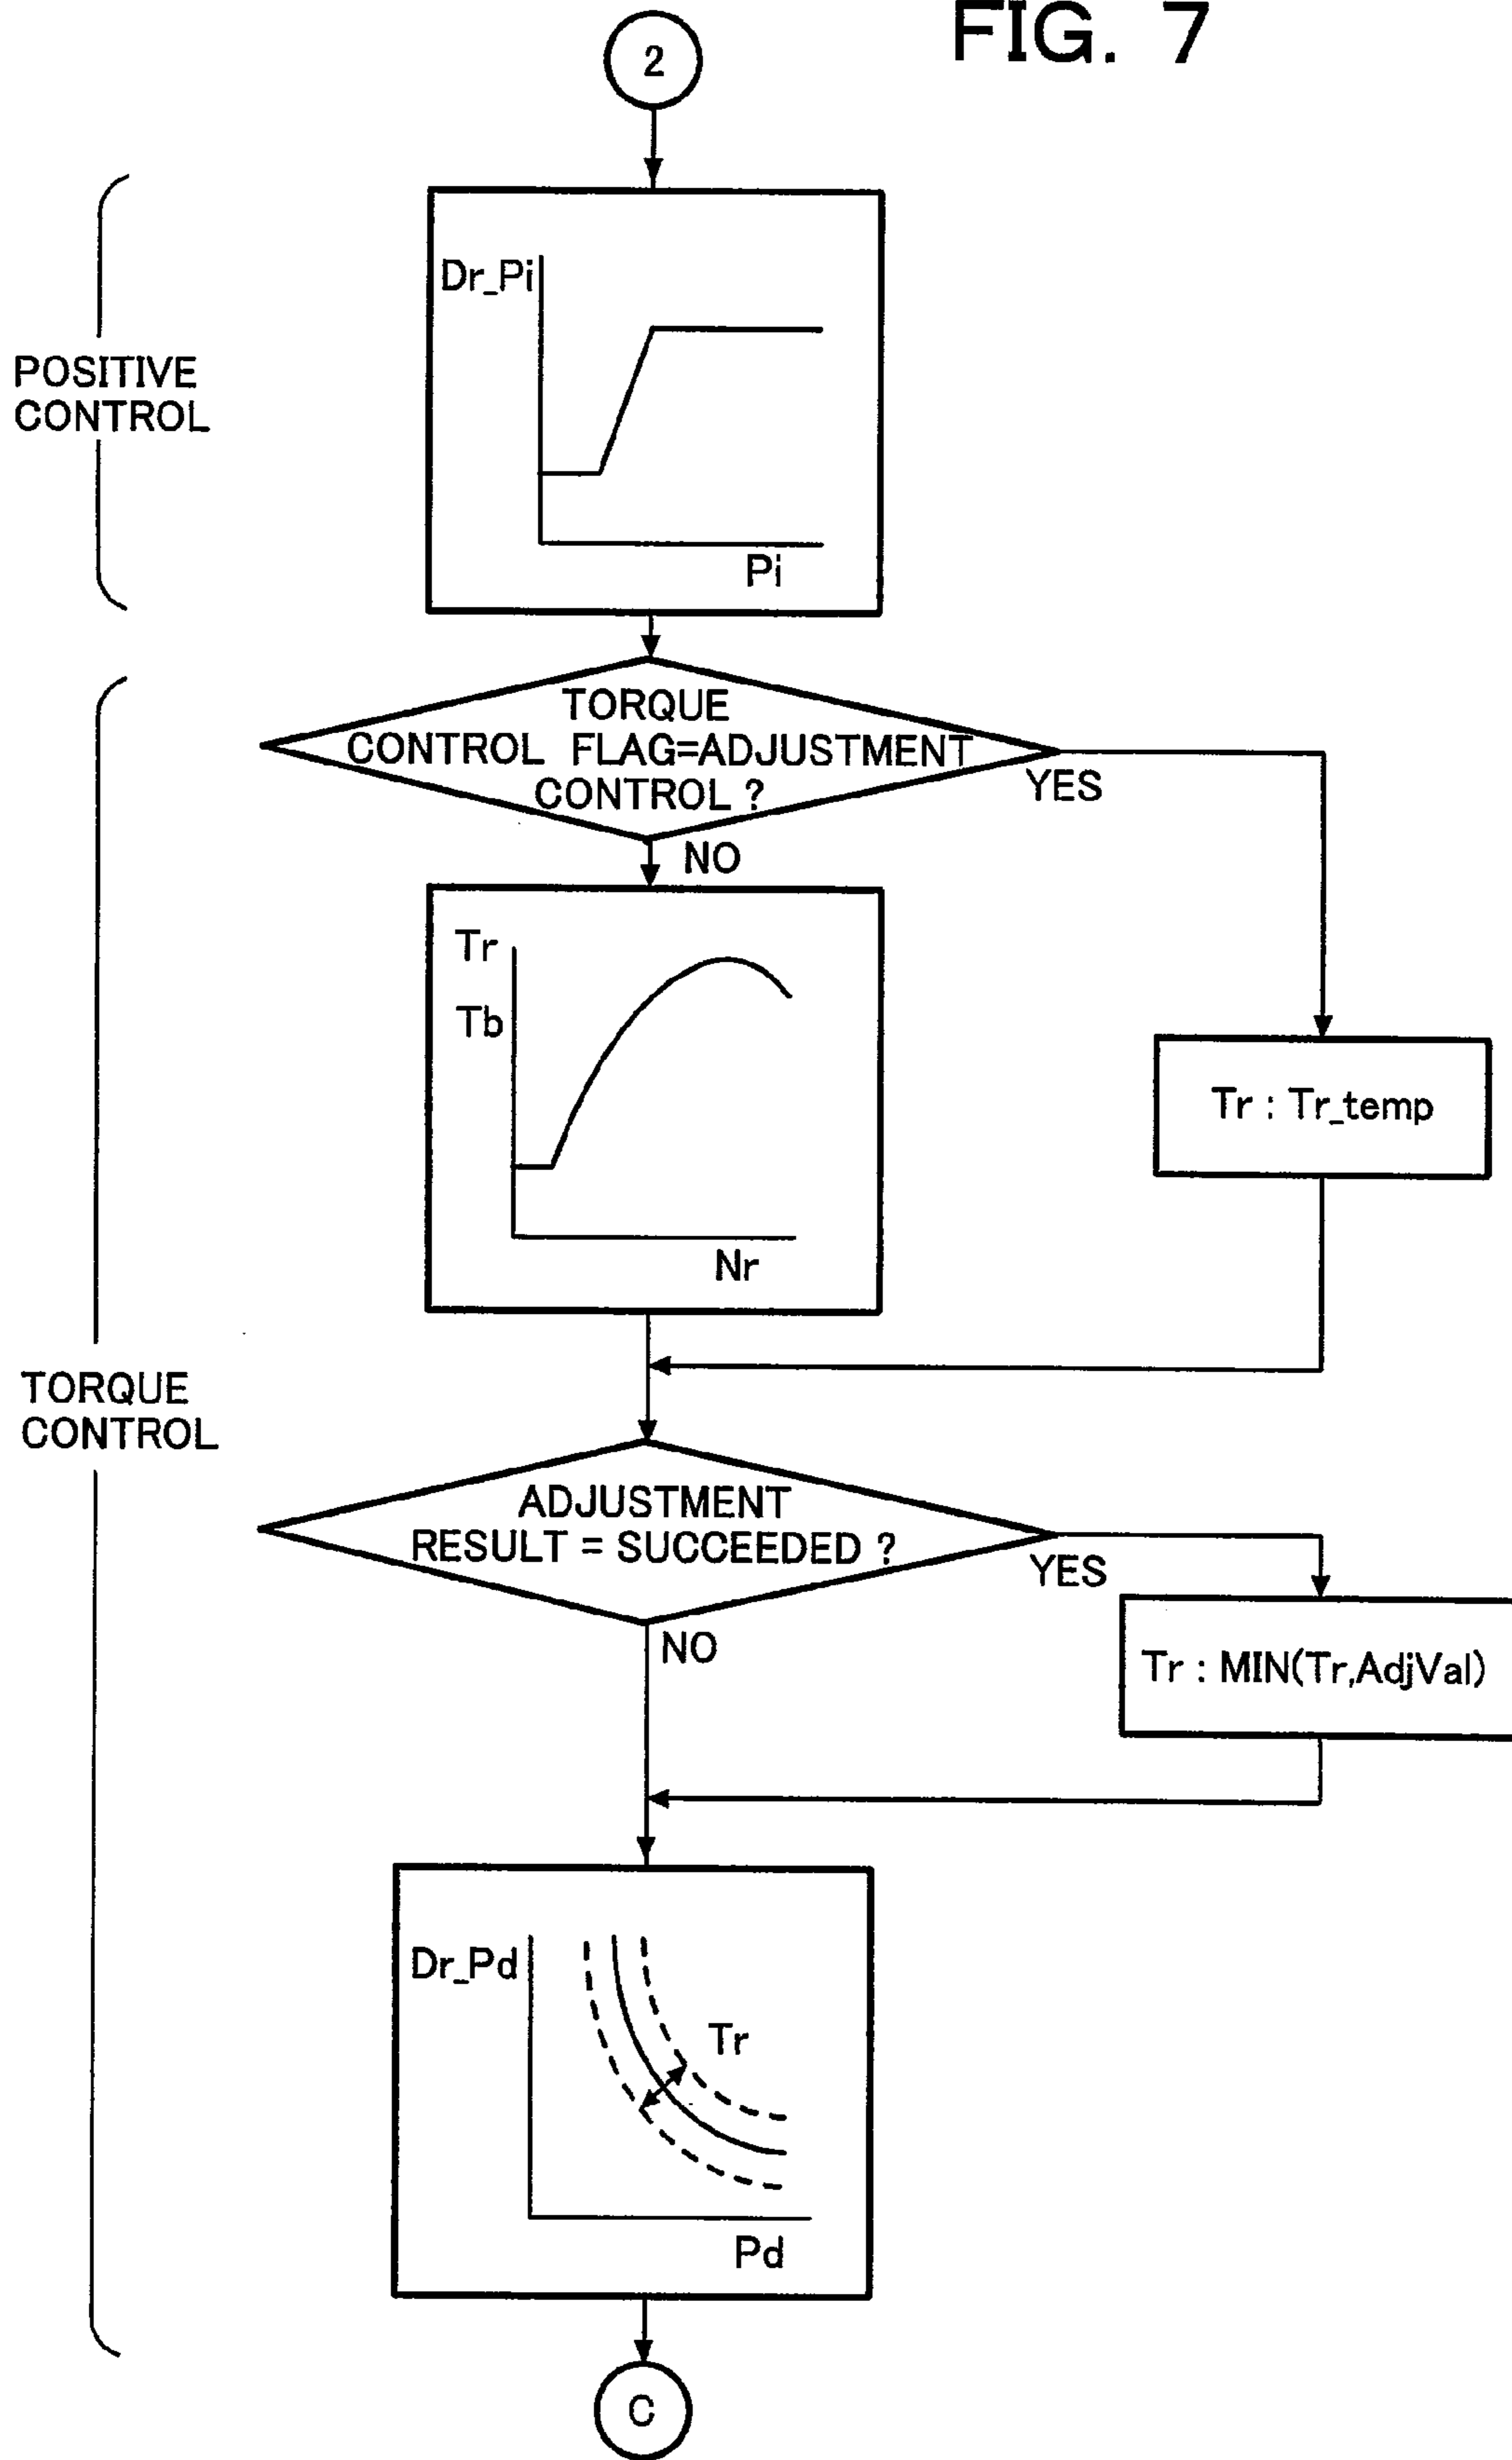 FIG. 7
2
Dr_Pi
Pi
POSITIVE
CONTROL
TORQUE
CONTROL FLAG=ADJUSTMENT
CONTROL ?
YES
NO
Tr
Tb
Nr
Tr : Tr_temp
TORQUE
CONTROL
ADJUSTMENT
RESULT = SUCCEEDED ?
YES
NO
Tr : MIN(Tr,AdjVal)
Dr_Pd
Tr
Pd
C